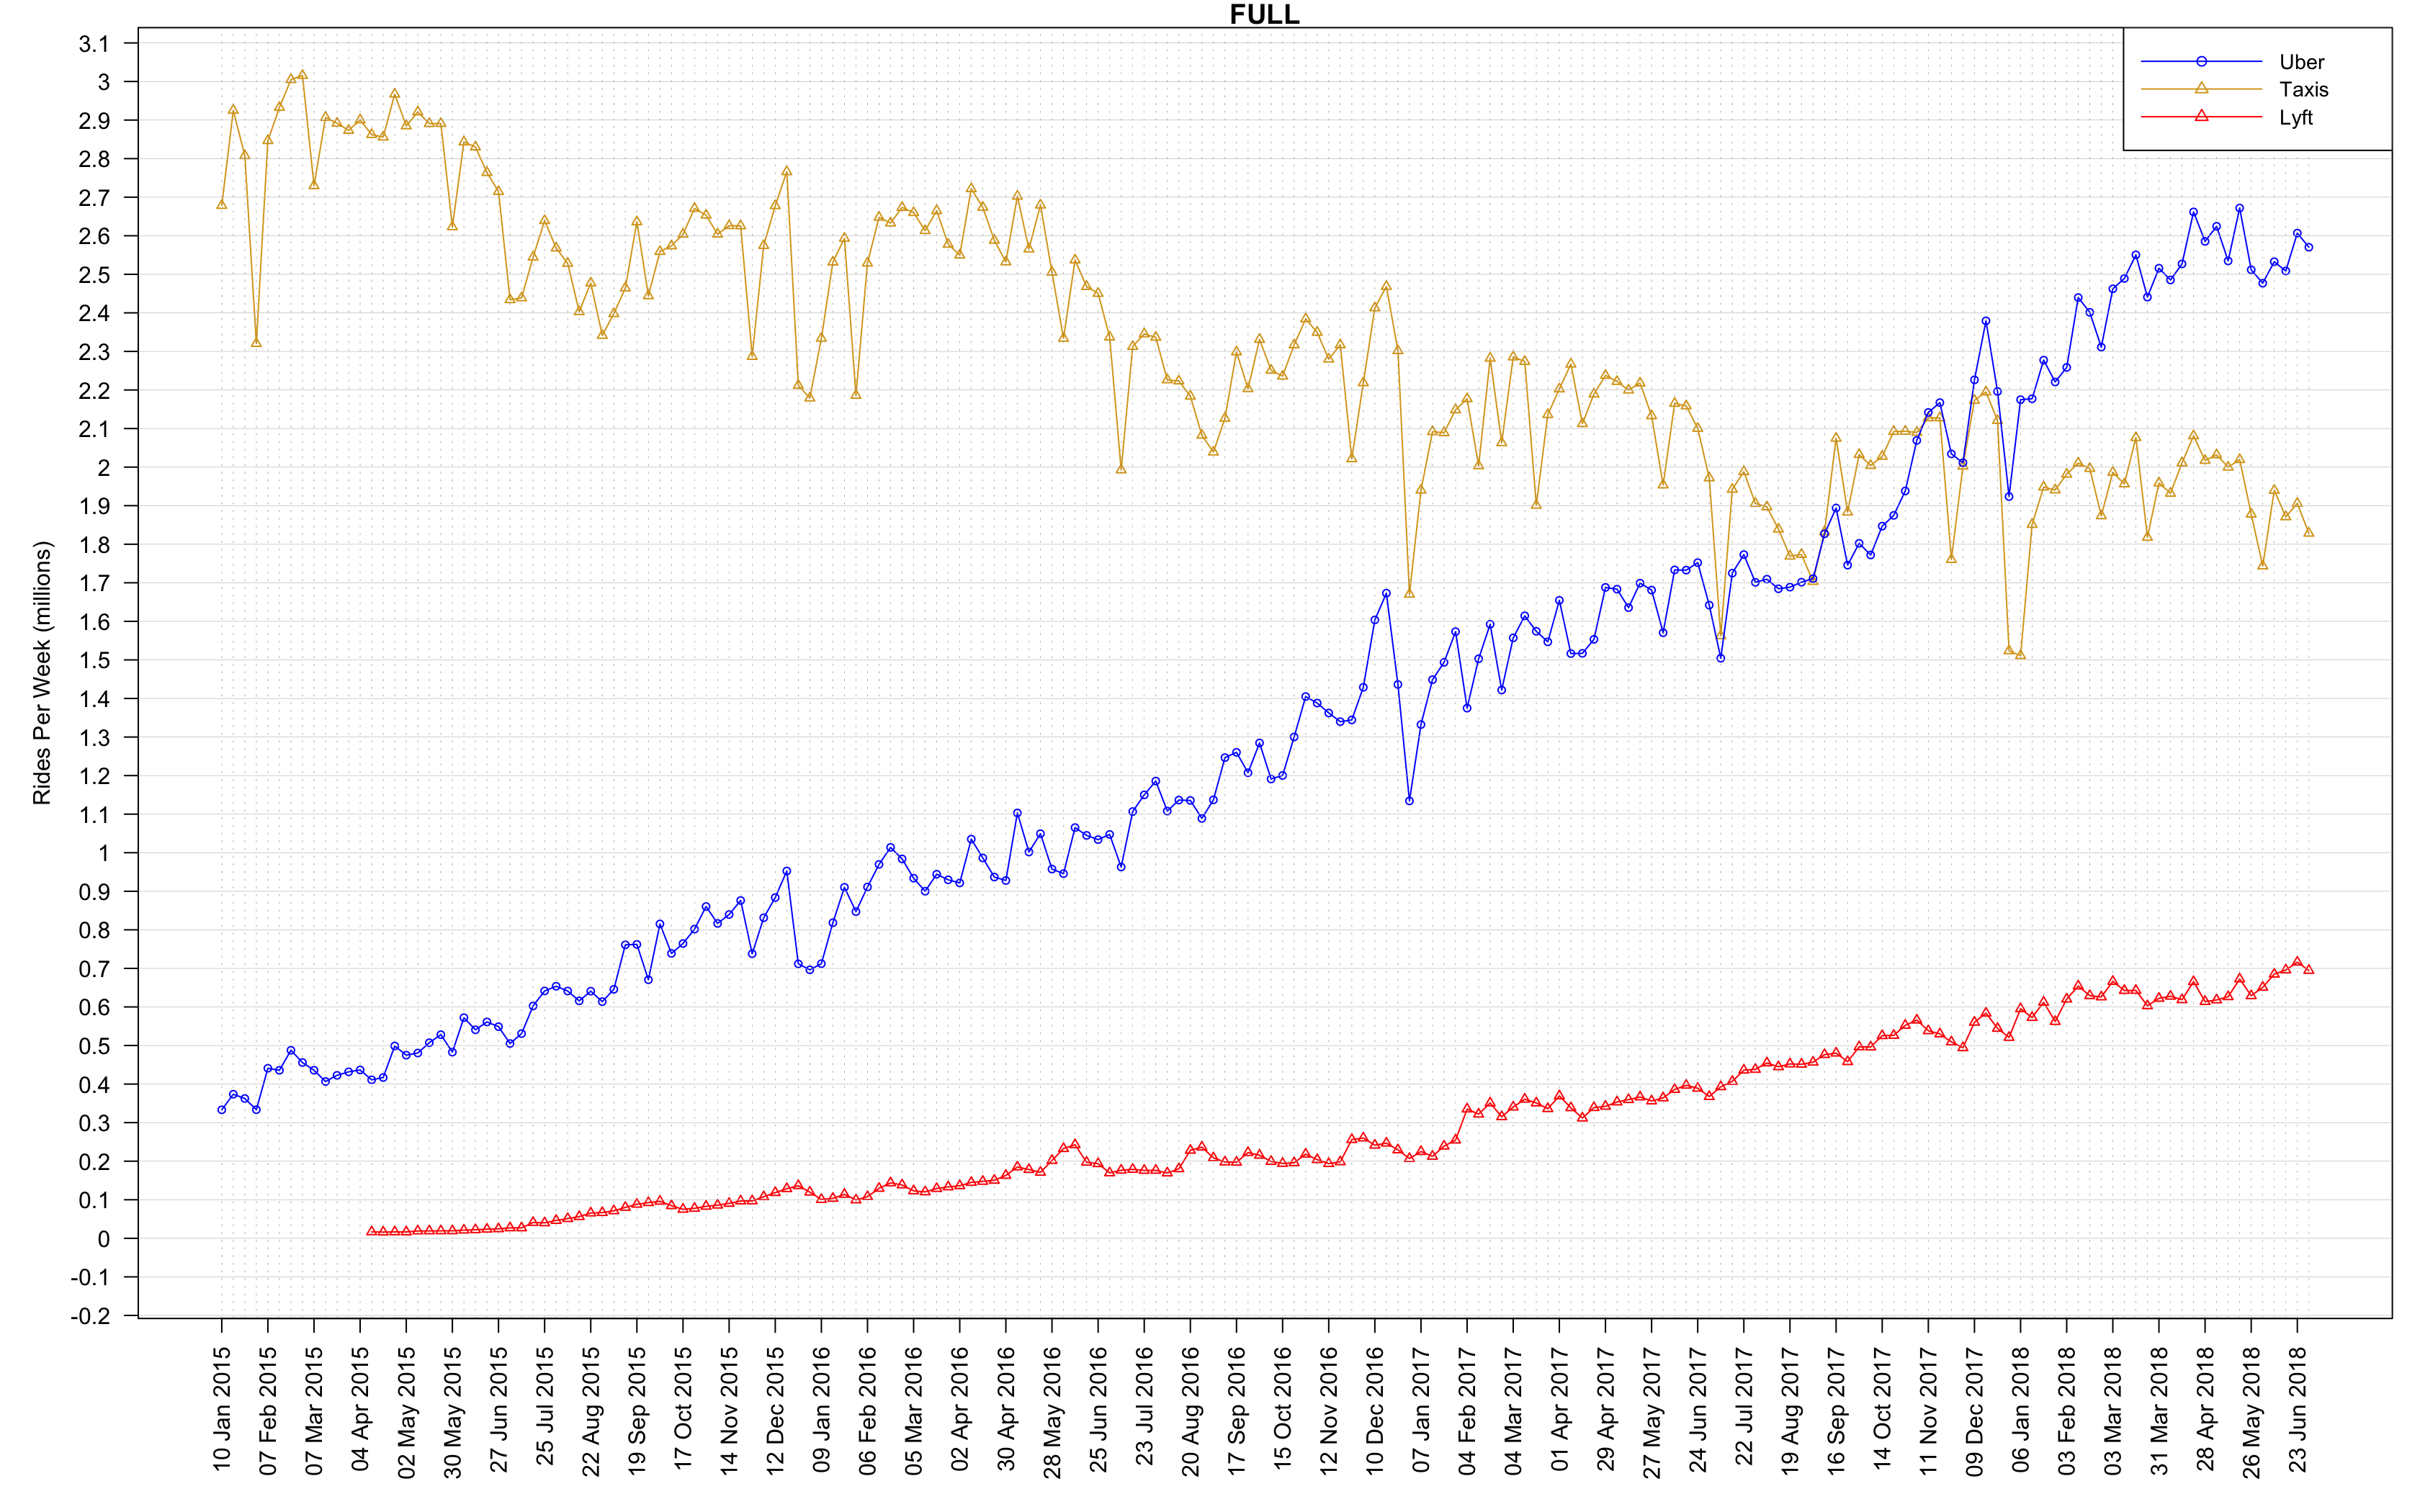 FULL
Uber
Taxis
Lyft
Rides Per Week (millions)
3.1
3
2.9
2.8
2.7
2.6
2.5
2.4
2.3
2.2
2.1
2
1.9
1.8
1.7
1.6
1.5
1.4
1.3
1.2
1.1
1
0.9
0.8
0.7
0.6
0.5
0.4
0.3
0.2
0.1
0
-0.1
-0.2
10 Jan 2015
07 Feb 2015
07 Mar 2015
04 Apr 2015
02 May 2015
30 May 2015
27 Jun 2015
25 Jul 2015
22 Aug 2015
19 Sep 2015
17 Oct 2015
14 Nov 2015
12 Dec 2015
09 Jan 2016
06 Feb 2016
05 Mar 2016
02 Apr 2016
30 Apr 2016
28 May 2016
25 Jun 2016
23 Jul 2016
20 Aug 2016
17 Sep 2016
15 Oct 2016
12 Nov 2016
10 Dec 2016
07 Jan 2017
04 Feb 2017
04 Mar 2017
01 Apr 2017
29 Apr 2017
27 May 2017
24 Jun 2017
22 Jul 2017
19 Aug 2017
16 Sep 2017
14 Oct 2017
11 Nov 2017
09 Dec 2017
06 Jan 2018
03 Feb 2018
03 Mar 2018
31 Mar 2018
28 Apr 2018
26 May 2018
23 Jun 2018